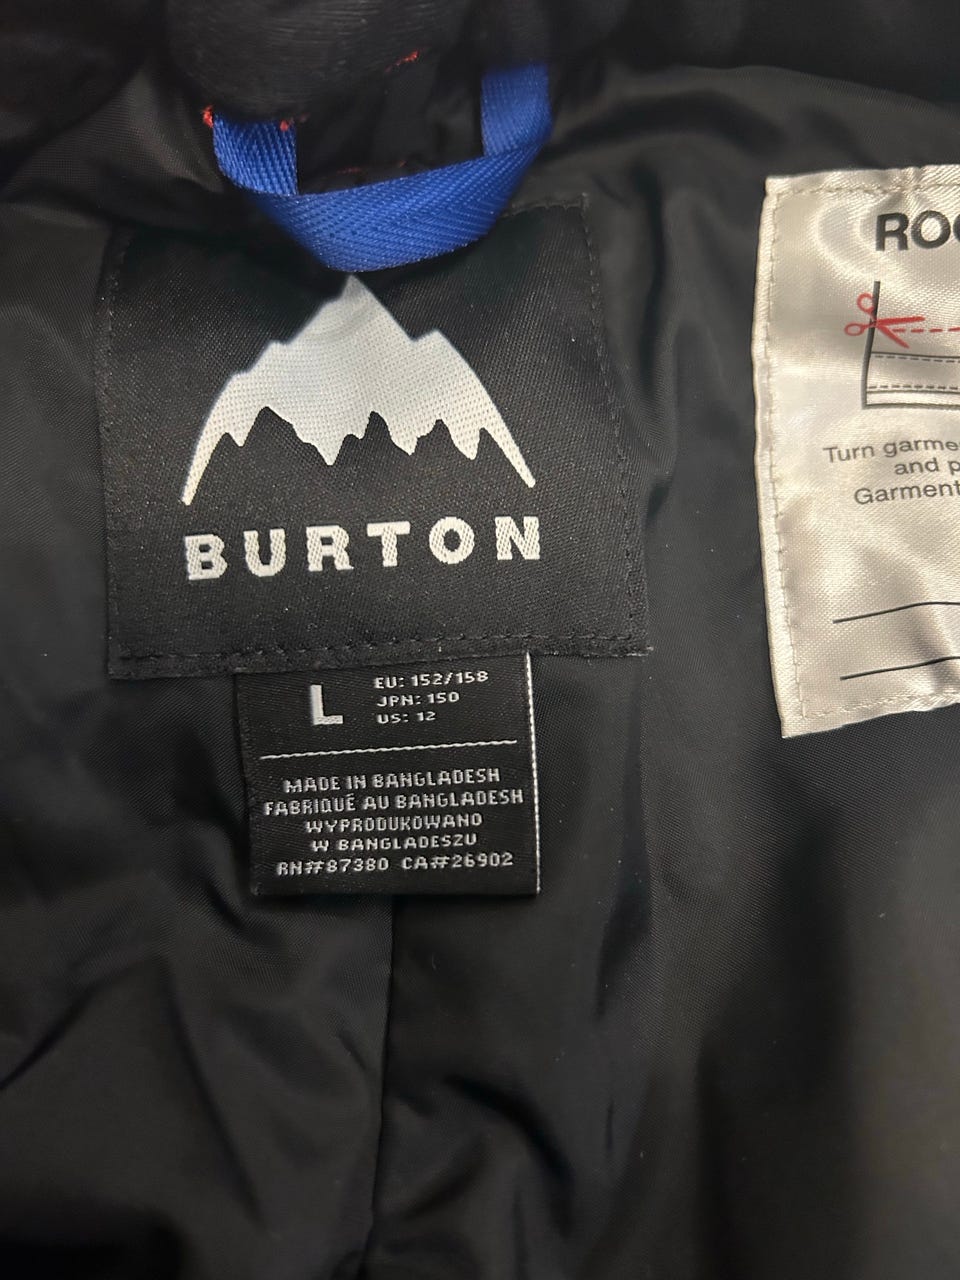 BURTON
L
EU: 152/158
JPN: 150
US: 12
MADE IN BANGLADESH
FABRIQUÉ AU BANGLADESH
WYPRODUKOWANO
W BANGLADESZU
RN#87380 CA#26902
ROO
Turn garme
and p
Garment